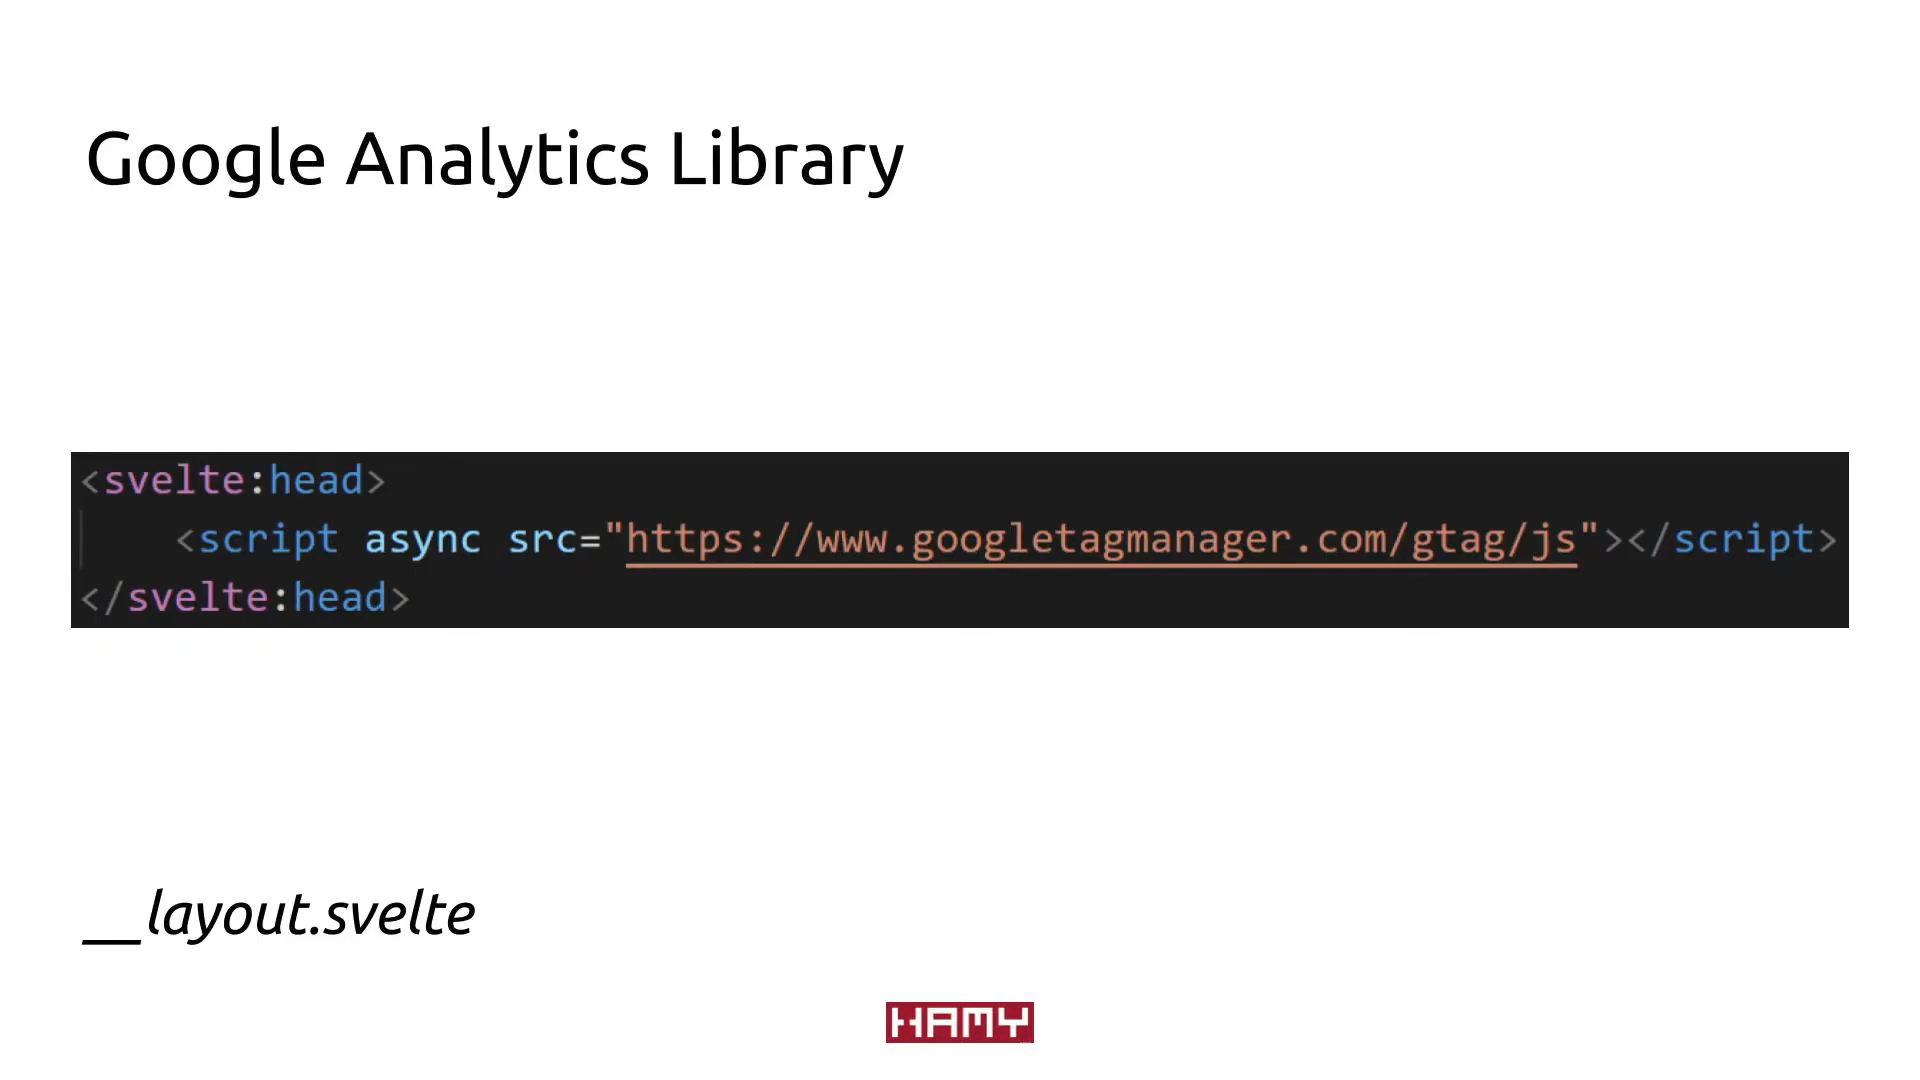 Google Analytics Library
<svelte:head>
<script async src="https://www.googletagmanager.com/gtag/js"></script>
</svelte:head>
__layout.svelte
HAMY